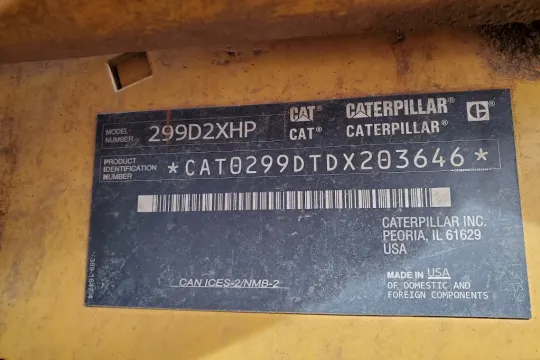 MODEL NUMBER 299D2XHP CAT CATERPILLAR C
CAT CATERPILLAR
PRODUCT IDENTIFICATION NUMBER *CAT0299DTDX203646*
CATERPILLAR INC.
PEORIA, IL 61629
USA
CAN ICES-2/NMB-2
MADE IN USA
OF DOMESTIC AND
FOREIGN COMPONENTS